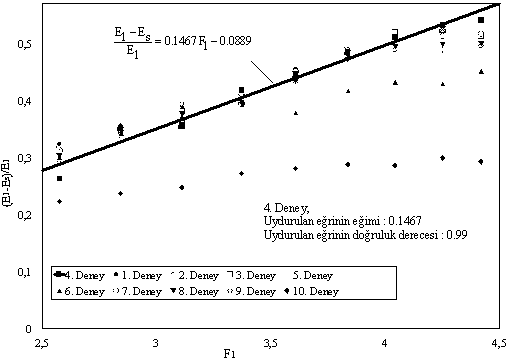 0,5
0,4
0,3
0,2
0,1
0
(E1-Es)/E1
E1 – Es / E1 = 0.1467 F1 - 0.0889
4. Deney,
Uydurulan eğrinin eğimi : 0.1467
Uydurulan eğrinin doğruluk derecesi : 0.99
4. Deney 1. Deney 2. Deney 3. Deney 5. Deney
6. Deney 7. Deney 8. Deney 9. Deney 10. Deney
2,5 3 3,5 4 4,5
F1